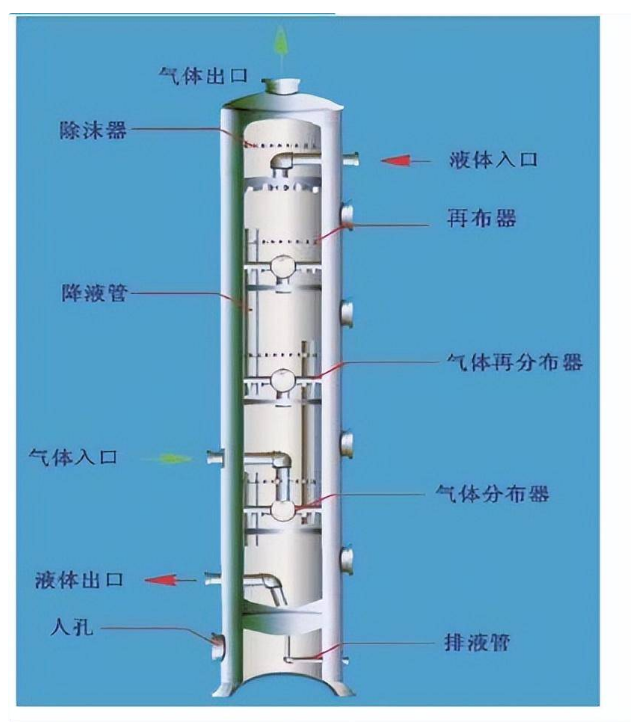 气体出口
除沫器
液体入口
再布器
降液管
气体再分布器
气体入口
气体分布器
液体出口
人孔
排液管